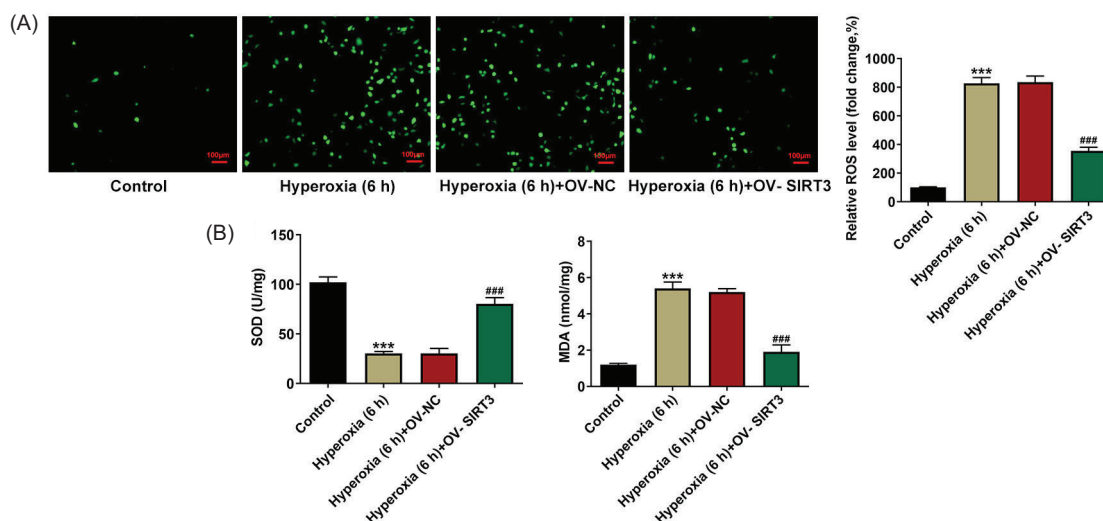 (A)
100μm
100μm
100μm
100μm
Control
Hyperoxia (6 h)
Hyperoxia (6 h)+OV-NC
Hyperoxia (6 h)+OV- SIRT3
Relative ROS level (fold change,%)
1000
800
600
400
200
0
***
###
Control
Hyperoxia (6 h)
Hyperoxia (6 h)+OV-NC
Hyperoxia (6 h)+OV- SIRT3
(B)
SOD (U/mg)
150
100
50
0
***
###
Control
Hyperoxia (6 h)
Hyperoxia (6 h)+OV-NC
Hyperoxia (6 h)+OV- SIRT3
MDA (nmol/mg)
8
6
4
2
0
***
###
Control
Hyperoxia (6 h)
Hyperoxia (6 h)+OV-NC
Hyperoxia (6 h)+OV- SIRT3